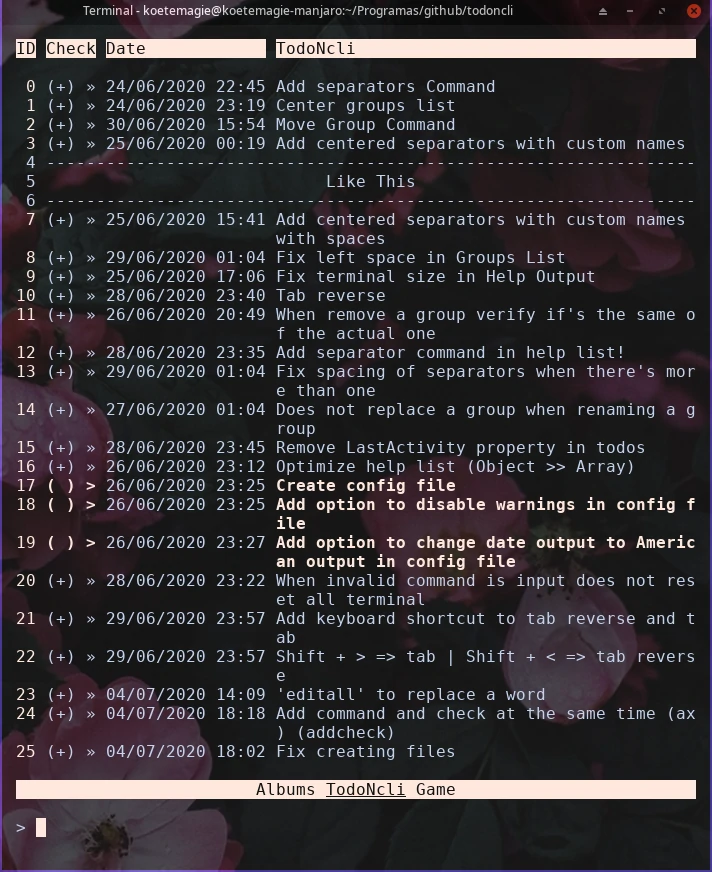 Terminal - koetemagie@koetemagie-manjaro:~/Programas/github/todoncli
ID Check Date TodoNcli
0 (+) » 24/06/2020 22:45 Add separators Command
1 (+) » 24/06/2020 23:19 Center groups list
2 (+) » 30/06/2020 15:54 Move Group Command
3 (+) » 25/06/2020 00:19 Add centered separators with custom names
4 -----------------------------------------------------------------
5 Like This
6 -----------------------------------------------------------------
7 (+) » 25/06/2020 15:41 Add centered separators with custom names
with spaces
8 (+) » 29/06/2020 01:04 Fix left space in Groups List
9 (+) » 25/06/2020 17:06 Fix terminal size in Help Output
10 (+) » 28/06/2020 23:40 Tab reverse
11 (+) » 26/06/2020 20:49 When remove a group verify if's the same o
f the actual one
12 (+) » 28/06/2020 23:35 Add separator command in help list!
13 (+) » 29/06/2020 01:04 Fix spacing of separators when there's mor
e than one
14 (+) » 27/06/2020 01:04 Does not replace a group when renaming a g
roup
15 (+) » 28/06/2020 23:45 Remove LastActivity property in todos
16 (+) » 26/06/2020 23:12 Optimize help list (Object >> Array)
17 ( ) > 26/06/2020 23:25 Create config file
18 ( ) > 26/06/2020 23:25 Add option to disable warnings in config f
ile
19 ( ) > 26/06/2020 23:27 Add option to change date output to Americ
an output in config file
20 (+) » 28/06/2020 23:22 When invalid command is input does not res
et all terminal
21 (+) » 29/06/2020 23:57 Add keyboard shortcut to tab reverse and t
ab
22 (+) » 29/06/2020 23:57 Shift + > => tab | Shift + < => tab revers
e
23 (+) » 04/07/2020 14:09 'editall' to replace a word
24 (+) » 04/07/2020 18:18 Add command and check at the same time (ax
) (addcheck)
25 (+) » 04/07/2020 18:02 Fix creating files
Albums TodoNcli Game
>